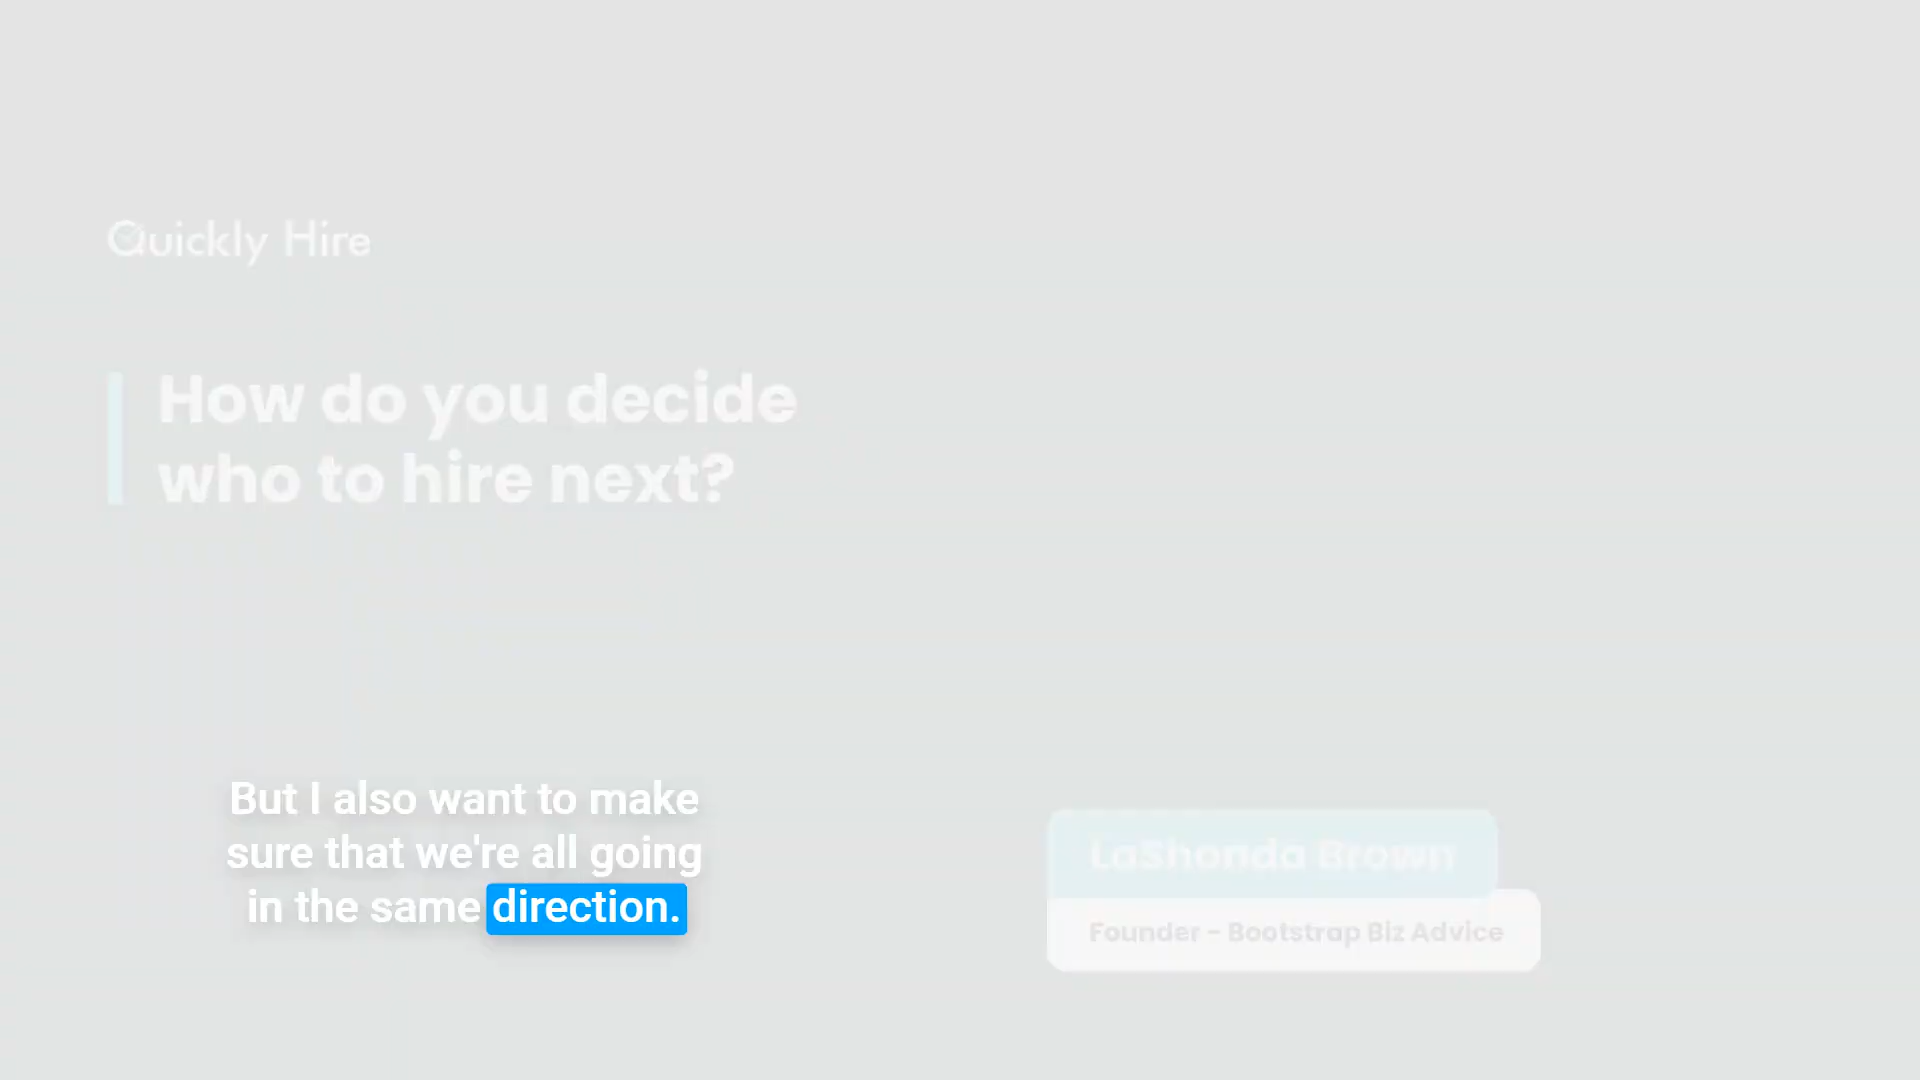 Quickly Hire
How do you decide
who to hire next?
But I also want to make
sure that we're all going
in the same direction.
LaShonda Brown
Founder - Bootstrap Biz Advice